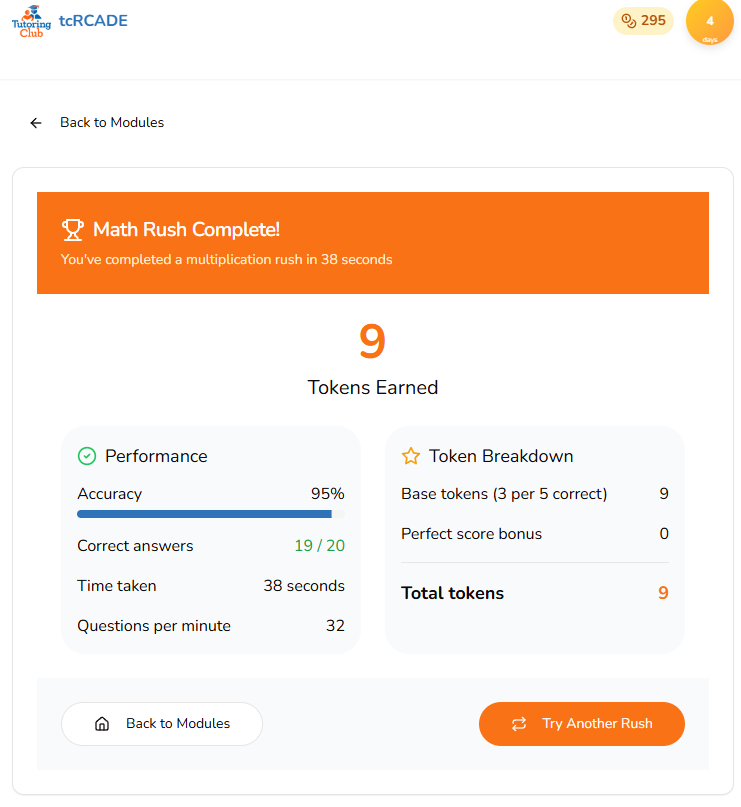 Tutoring
Club
tcRCADE
295
4
days
Back to Modules
Math Rush Complete!
You've completed a multiplication rush in 38 seconds
9
Tokens Earned
Performance
Accuracy 95%
Correct answers 19 / 20
Time taken 38 seconds
Questions per minute 32
Token Breakdown
Base tokens (3 per 5 correct) 9
Perfect score bonus 0
Total tokens 9
Back to Modules
Try Another Rush